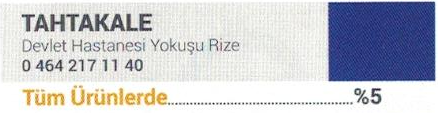 TAHTAKALE
Devlet Hastanesi Yokuşu Rize
0 464 217 11 40
Tüm Ürünlerde................................................%5